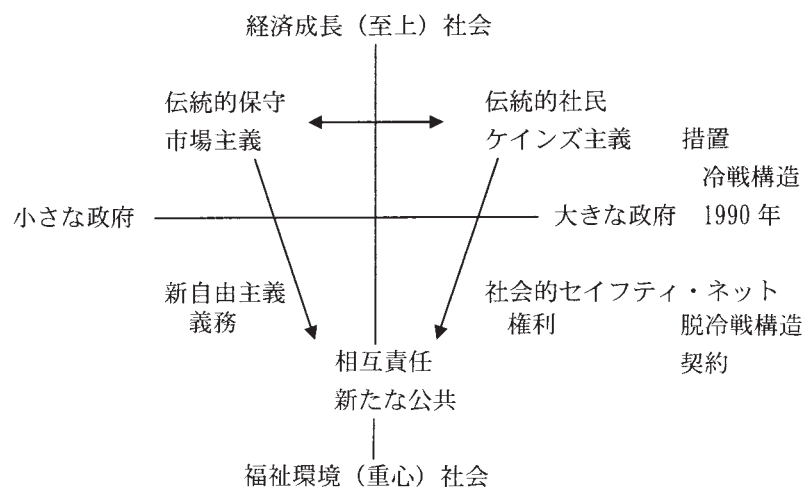 経済成長（至上）社会
伝統的保守
市場主義
伝統的社民
ケインズ主義
措置
冷戦構造
小さな政府
大きな政府
1990年
新自由主義
義務
社会的セイフティ・ネット
権利
脱冷戦構造
契約
相互責任
新たな公共
福祉環境（重心）社会